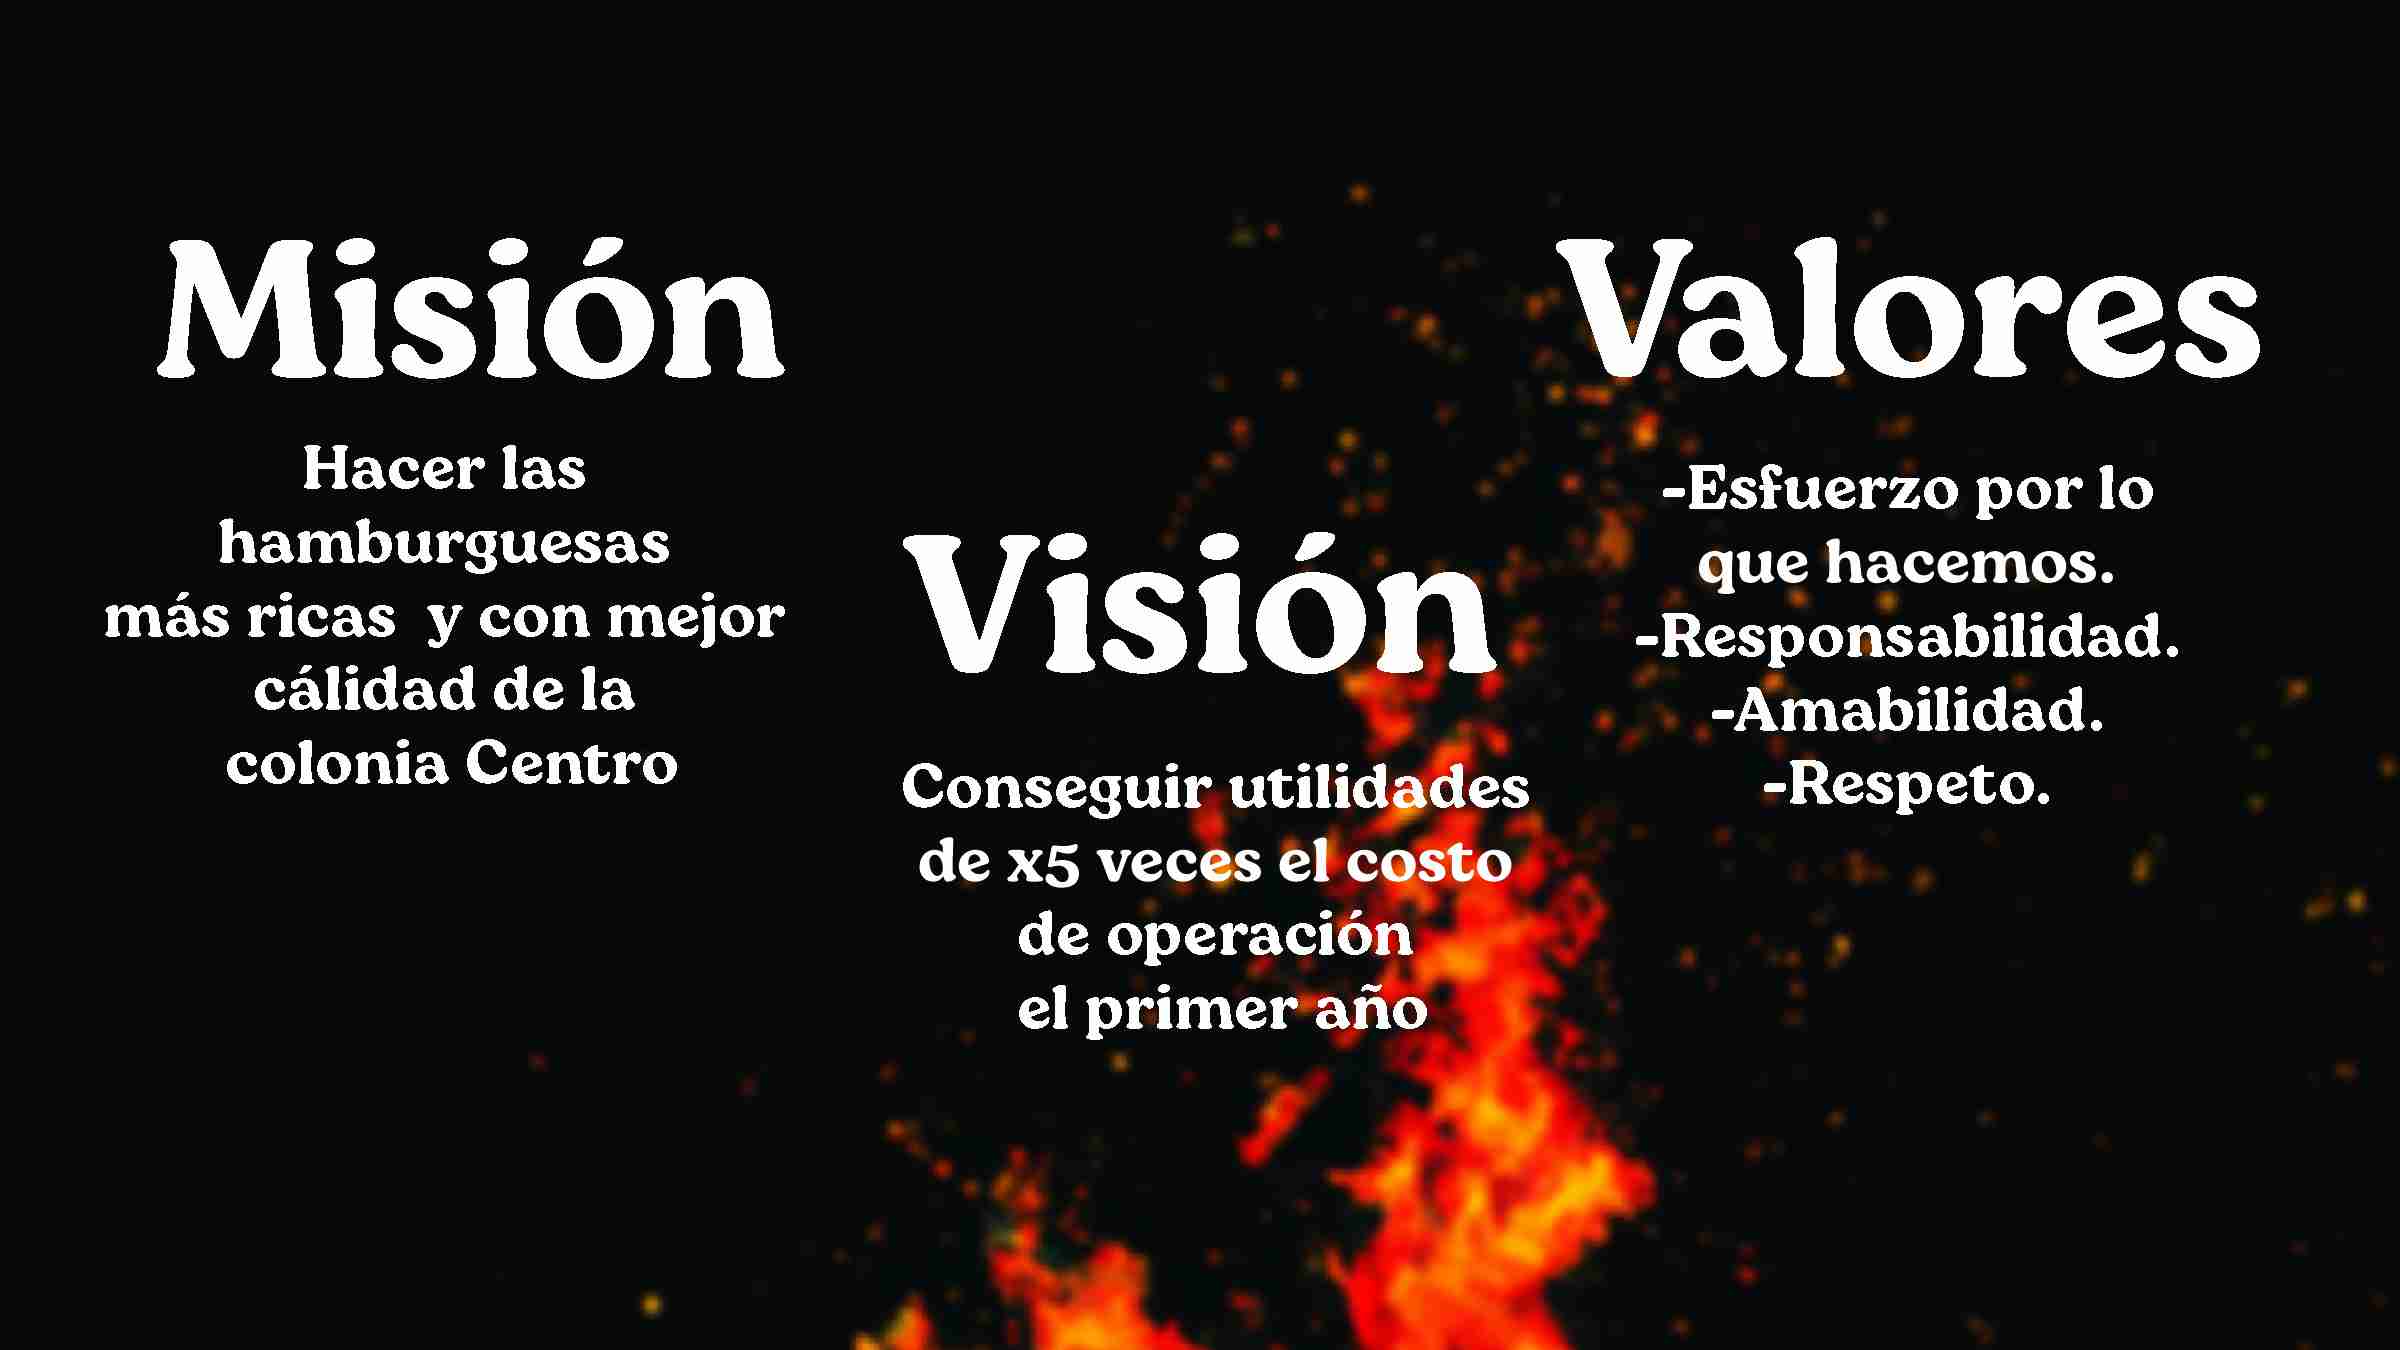 Misión
Hacer las
hamburguesas
más ricas  y con mejor
cálidad de la
colonia Centro
Visión
Conseguir utilidades
de x5 veces el costo
de operación
el primer año
Valores
-Esfuerzo por lo
que hacemos.
-Responsabilidad.
-Amabilidad.
-Respeto.